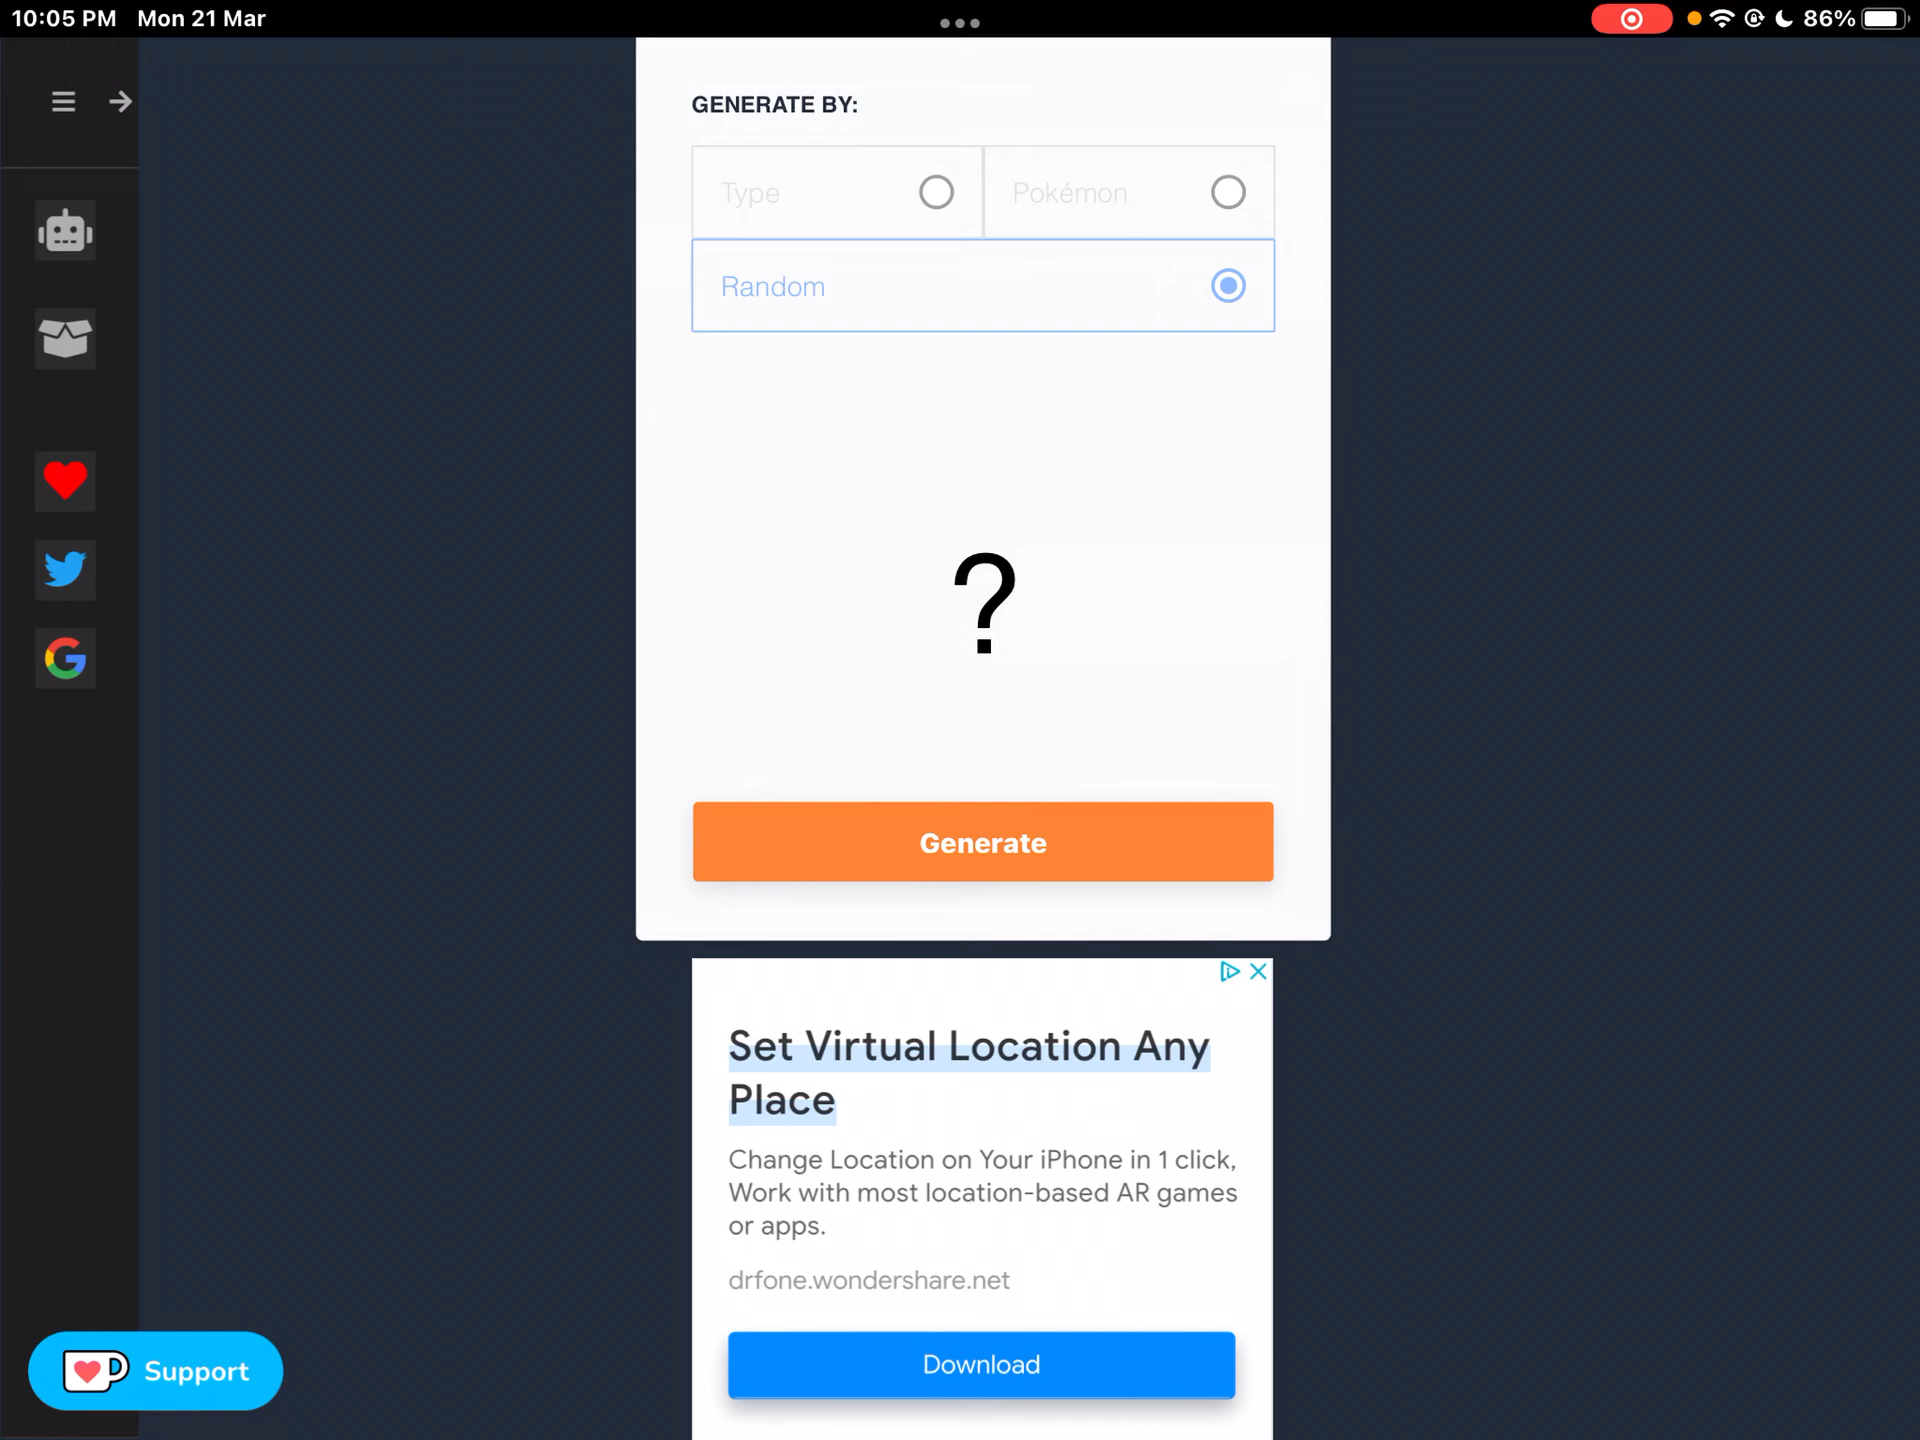 10:05 PM Mon 21 Mar
86%
GENERATE BY:
Type
Pokémon
Random
?
Generate
Set Virtual Location Any
Place
Change Location on Your iPhone in 1 click,
Work with most location-based AR games
or apps.
drfone.wondershare.net
Download
Support